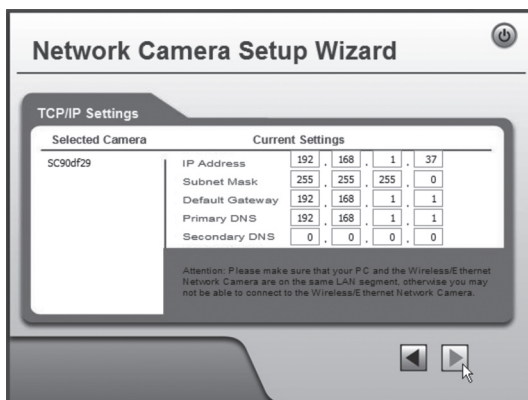 Network Camera Setup Wizard
TCP/IP Settings
Selected Camera
Current Settings
SC90df29
IP Address 192 . 168 . 1 . 37
Subnet Mask 255 . 255 . 255 . 0
Default Gateway 192 . 168 . 1 . 1
Primary DNS 192 . 168 . 1 . 1
Secondary DNS 0 . 0 . 0 . 0
Attention: Please make sure that your PC and the Wireless/Ethernet
Network Camera are on the same LAN segment, otherwise you may
not be able to connect to the Wireless/Ethernet Network Camera.